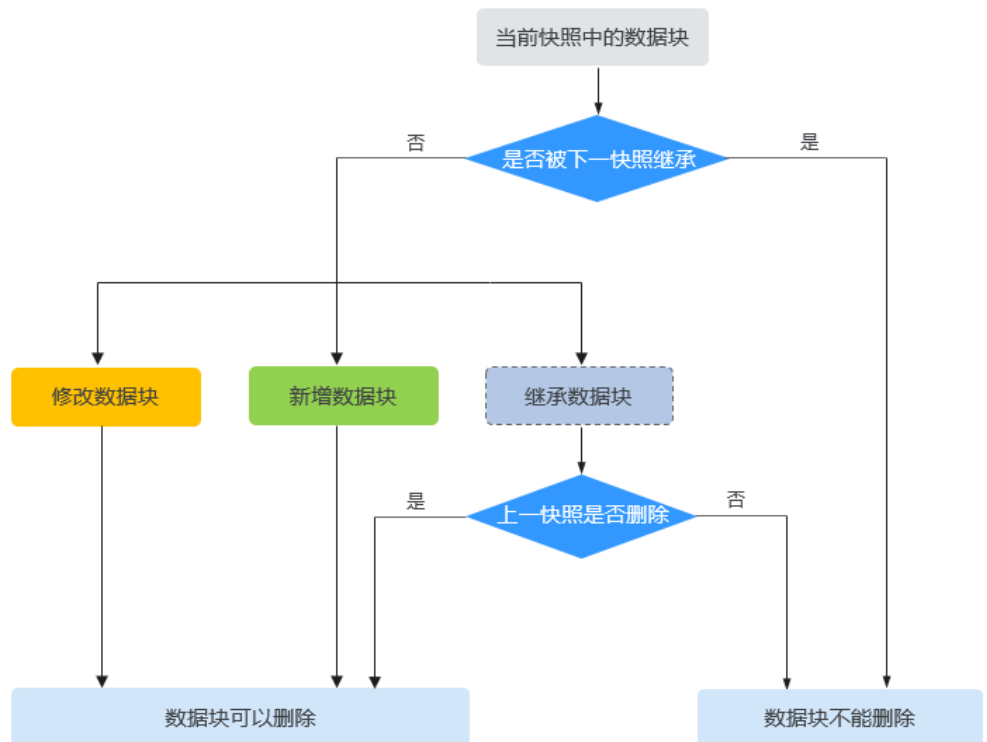 当前快照中的数据块
否
是
是否被下一快照继承
修改数据块
新增数据块
继承数据块
是
否
上一快照是否删除
数据块可以删除
数据块不能删除